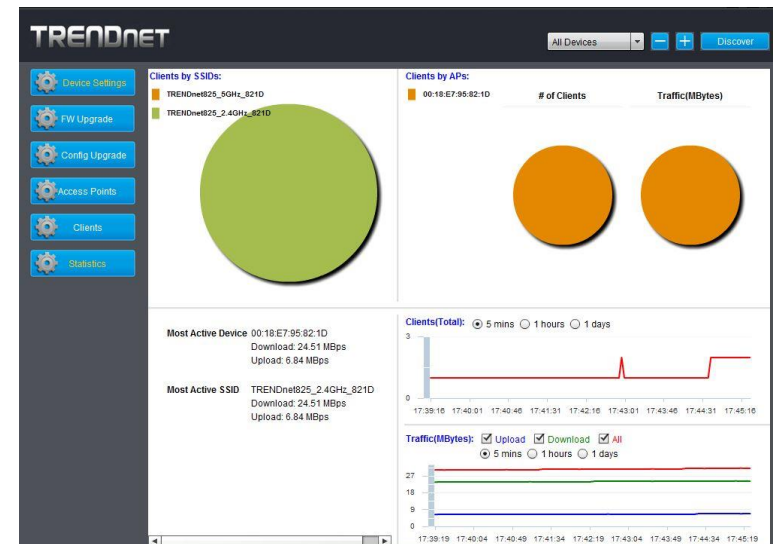 TRENDNET
All Devices
Discover
Device Settings
FW Upgrade
Config Upgrade
Access Points
Clients
Statistics
Clients by SSIDs:
TRENDnet825_5GHz_821D
TRENDnet825_2.4GHz_821D
Clients by APs:
00:18:E7:95:82:1D
# of Clients
Traffic(MBytes)
Most Active Device 00:18:E7:95:82:1D
Download: 24.51 MBps
Upload: 6.84 MBps
Most Active SSID TRENDnet825_2.4GHz_821D
Download: 24.51 MBps
Upload: 6.84 MBps
Clients(Total): 5 mins 1 hours 1 days
3
0
17:39:16 17:40:01 17:40:46 17:41:31 17:42:16 17:43:01 17:43:46 17:44:31 17:45:16
Traffic(MBytes): Upload Download All
5 mins 1 hours 1 days
27
18
9
0
17:39:19 17:40:04 17:40:49 17:41:34 17:42:19 17:43:04 17:43:49 17:44:34 17:45:19